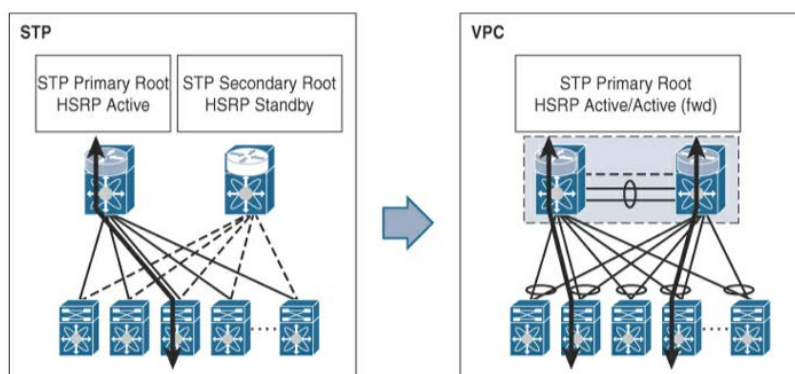 STP
STP Primary Root
HSRP Active
STP Secondary Root
HSRP Standby
VPC
STP Primary Root
HSRP Active/Active (fwd)